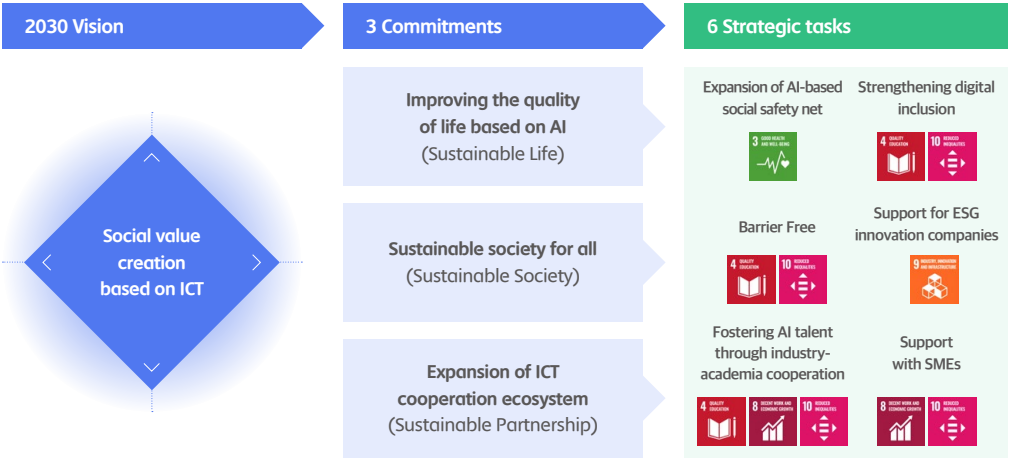 2030 Vision
3 Commitments
6 Strategic tasks
Social value
creation
based on ICT
Improving the quality
of life based on AI
(Sustainable Life)
Sustainable society for all
(Sustainable Society)
Expansion of ICT
cooperation ecosystem
(Sustainable Partnership)
Expansion of AI-based
social safety net
3 GOOD HEALTH
AND WELL-BEING
Strengthening digital
inclusion
4 QUALITY
EDUCATION
10 REDUCED
INEQUALITIES
Barrier Free
4 QUALITY
EDUCATION
10 REDUCED
INEQUALITIES
Support for ESG
innovation companies
9 INDUSTRY, INNOVATION
AND INFRASTRUCTURE
Fostering AI talent
through industry-
academia cooperation
4 QUALITY
EDUCATION
8 DECENT WORK AND
ECONOMIC GROWTH
10 REDUCED
INEQUALITIES
Support
with SMEs
8 DECENT WORK AND
ECONOMIC GROWTH
10 REDUCED
INEQUALITIES